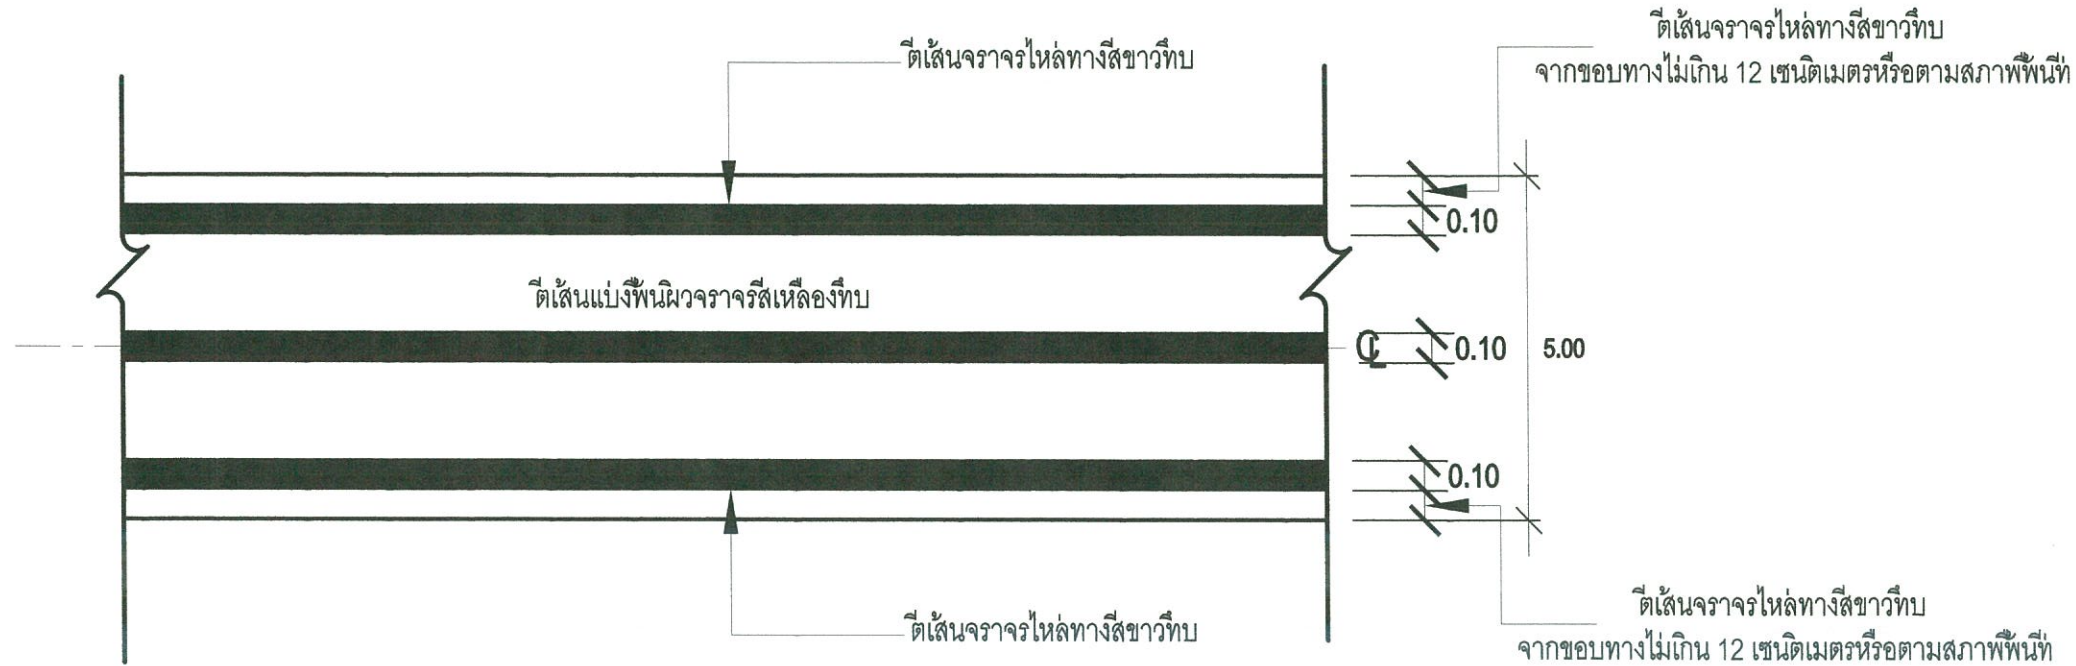 ตีเส้นจราจรไหล่ทางสีขาวทึบ
ตีเส้นจราจรไหล่ทางสีขาวทึบ
จากขอบทางไม่เกิน 12 เซนติเมตรหรือตามสภาพพื้นที่
0.10
ตีเส้นแบ่งพื้นผิวจราจรสีเหลืองทึบ
℄
0.10
5.00
0.10
ตีเส้นจราจรไหล่ทางสีขาวทึบ
ตีเส้นจราจรไหล่ทางสีขาวทึบ
จากขอบทางไม่เกิน 12 เซนติเมตรหรือตามสภาพพื้นที่